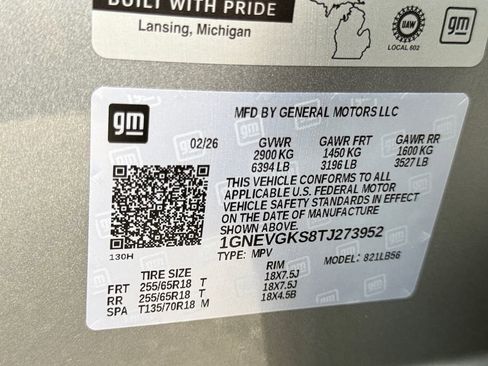 BUILT WITH PRIDE
Lansing, Michigan
UAW
LOCAL 602
gm
gm
MFD BY GENERAL MOTORS LLC
02/26 GVWR GAWR FRT GAWR RR
2900 KG 1450 KG 1600 KG
6394 LB 3196 LB 3527 LB
THIS VEHICLE CONFORMS TO ALL
APPLICABLE U.S. FEDERAL MOTOR
VEHICLE SAFETY STANDARDS IN EFFECT
ON THE DATE OF MANUFACTURE
SHOWN ABOVE.
1GNEVGKS8TJ273952
TYPE: MPV MODEL: 821LB56
130H
TIRE SIZE RIM
FRT 255/65R18 T 18X7.5J
RR 255/65R18 T 18X7.5J
SPA T135/70R18 M 18X4.5B